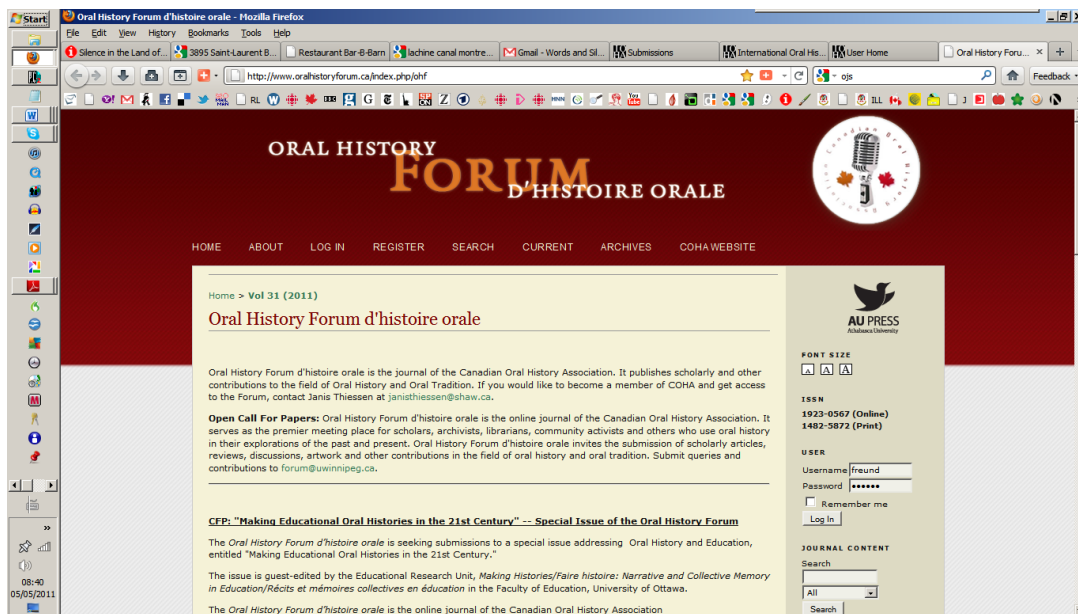 Start
Oral History Forum d'histoire orale - Mozilla Firefox
File Edit View History Bookmarks Tools Help
Silence in the Land of...
3895 Saint-Laurent B...
Restaurant Bar-B-Barn
lachine canal montre...
Gmail - Words and Sil...
Submissions
International Oral His...
User Home
Oral History Foru...
http://www.oralhistoryforum.ca/index.php/ohf
ojs
Feedback
ORAL HISTORY
FORUM
D'HISTOIRE ORALE
Canadian Oral History Association
HOME ABOUT LOG IN REGISTER SEARCH CURRENT ARCHIVES COHA WEBSITE
Home > Vol 31 (2011)
Oral History Forum d'histoire orale
Oral History Forum d'histoire orale is the journal of the Canadian Oral History Association. It publishes scholarly and other
contributions to the field of Oral History and Oral Tradition. If you would like to become a member of COHA and get access
to the Forum, contact Janis Thiessen at janisthiessen@shaw.ca.
Open Call For Papers: Oral History Forum d'histoire orale is the online journal of the Canadian Oral History Association. It
serves as the premier meeting place for scholars, archivists, librarians, community activists and others who use oral history
in their explorations of the past and present. Oral History Forum d'histoire orale invites the submission of scholarly articles,
reviews, discussions, artwork and other contributions in the field of oral history and oral tradition. Submit queries and
contributions to forum@uwinnipeg.ca.
CFP: "Making Educational Oral Histories in the 21st Century" -- Special Issue of the Oral History Forum
The Oral History Forum d'histoire orale is seeking submissions to a special issue addressing Oral History and Education,
entitled "Making Educational Oral Histories in the 21st Century."
The issue is guest-edited by the Educational Research Unit, Making Histories/Faire histoire: Narrative and Collective Memory
in Education/Récits et mémoires collectives en éducation in the Faculty of Education, University of Ottawa.
The Oral History Forum d'histoire orale is the online journal of the Canadian Oral History Association
AU PRESS
Athabasca University
FONT SIZE
A A A
ISSN
1923-0567 (Online)
1482-5872 (Print)
USER
Username freund
Password ••••••
Remember me
Log In
JOURNAL CONTENT
Search
All
Search
08:40
05/05/2011